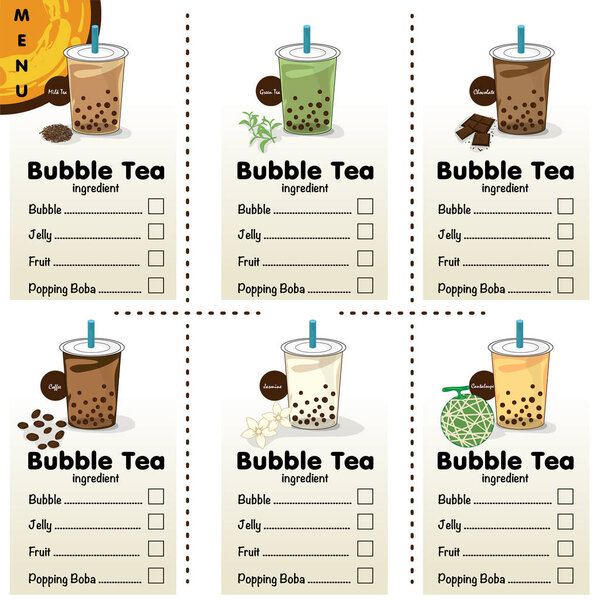 MENU
Milk Tea
Bubble Tea
ingredient
Bubble
Jelly
Fruit
Popping Boba
Green Tea
Bubble Tea
ingredient
Bubble
Jelly
Fruit
Popping Boba
Chocolate
Bubble Tea
ingredient
Bubble
Jelly
Fruit
Popping Boba
Coffee
Bubble Tea
ingredient
Bubble
Jelly
Fruit
Popping Boba
Jasmine
Bubble Tea
ingredient
Bubble
Jelly
Fruit
Popping Boba
Cantaloupe
Bubble Tea
ingredient
Bubble
Jelly
Fruit
Popping Boba